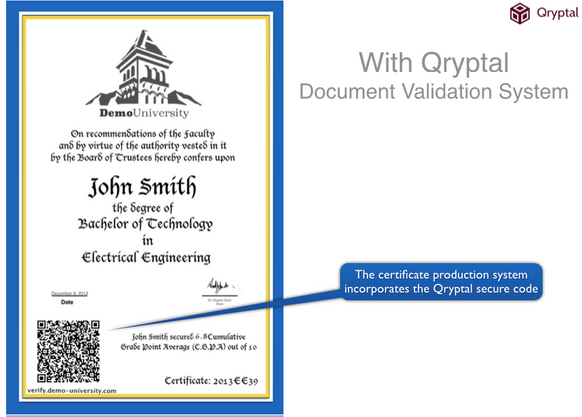 Qryptal
With Qryptal
Document Validation System
DemoUniversity
On recommendations of the Faculty
and by virtue of the authority vested in it
by the Board of Trustees hereby confers upon
John Smith
the degree of
Bachelor of Technology
in
Electrical Engineering
December 8, 2013
Date
The certificate production system
incorporates the Qryptal secure code
John Smith secured 6.8Cumulative
Grade Point Average (C.G.P.A) out of 10
Certificate: 2013EE39
verify.demo-university.com